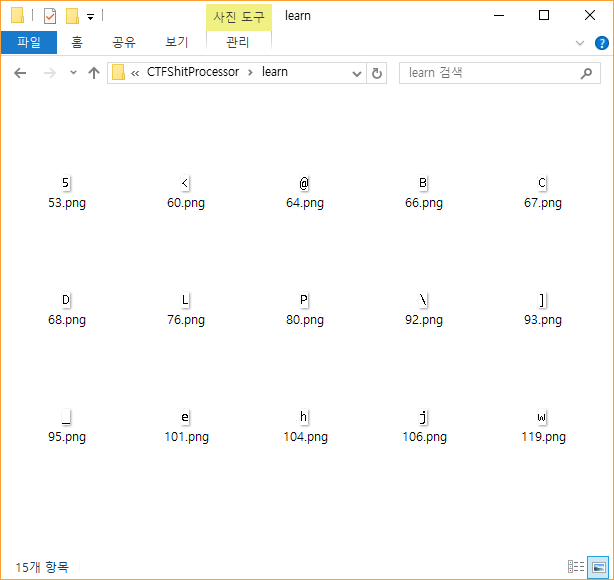 사진 도구 learn
파일 홈 공유 보기 관리
CTFShitProcessor learn learn 검색
5 < @ B C
53.png 60.png 64.png 66.png 67.png
D L P \ ]
68.png 76.png 80.png 92.png 93.png
_ e h j w
95.png 101.png 104.png 106.png 119.png
15개 항목